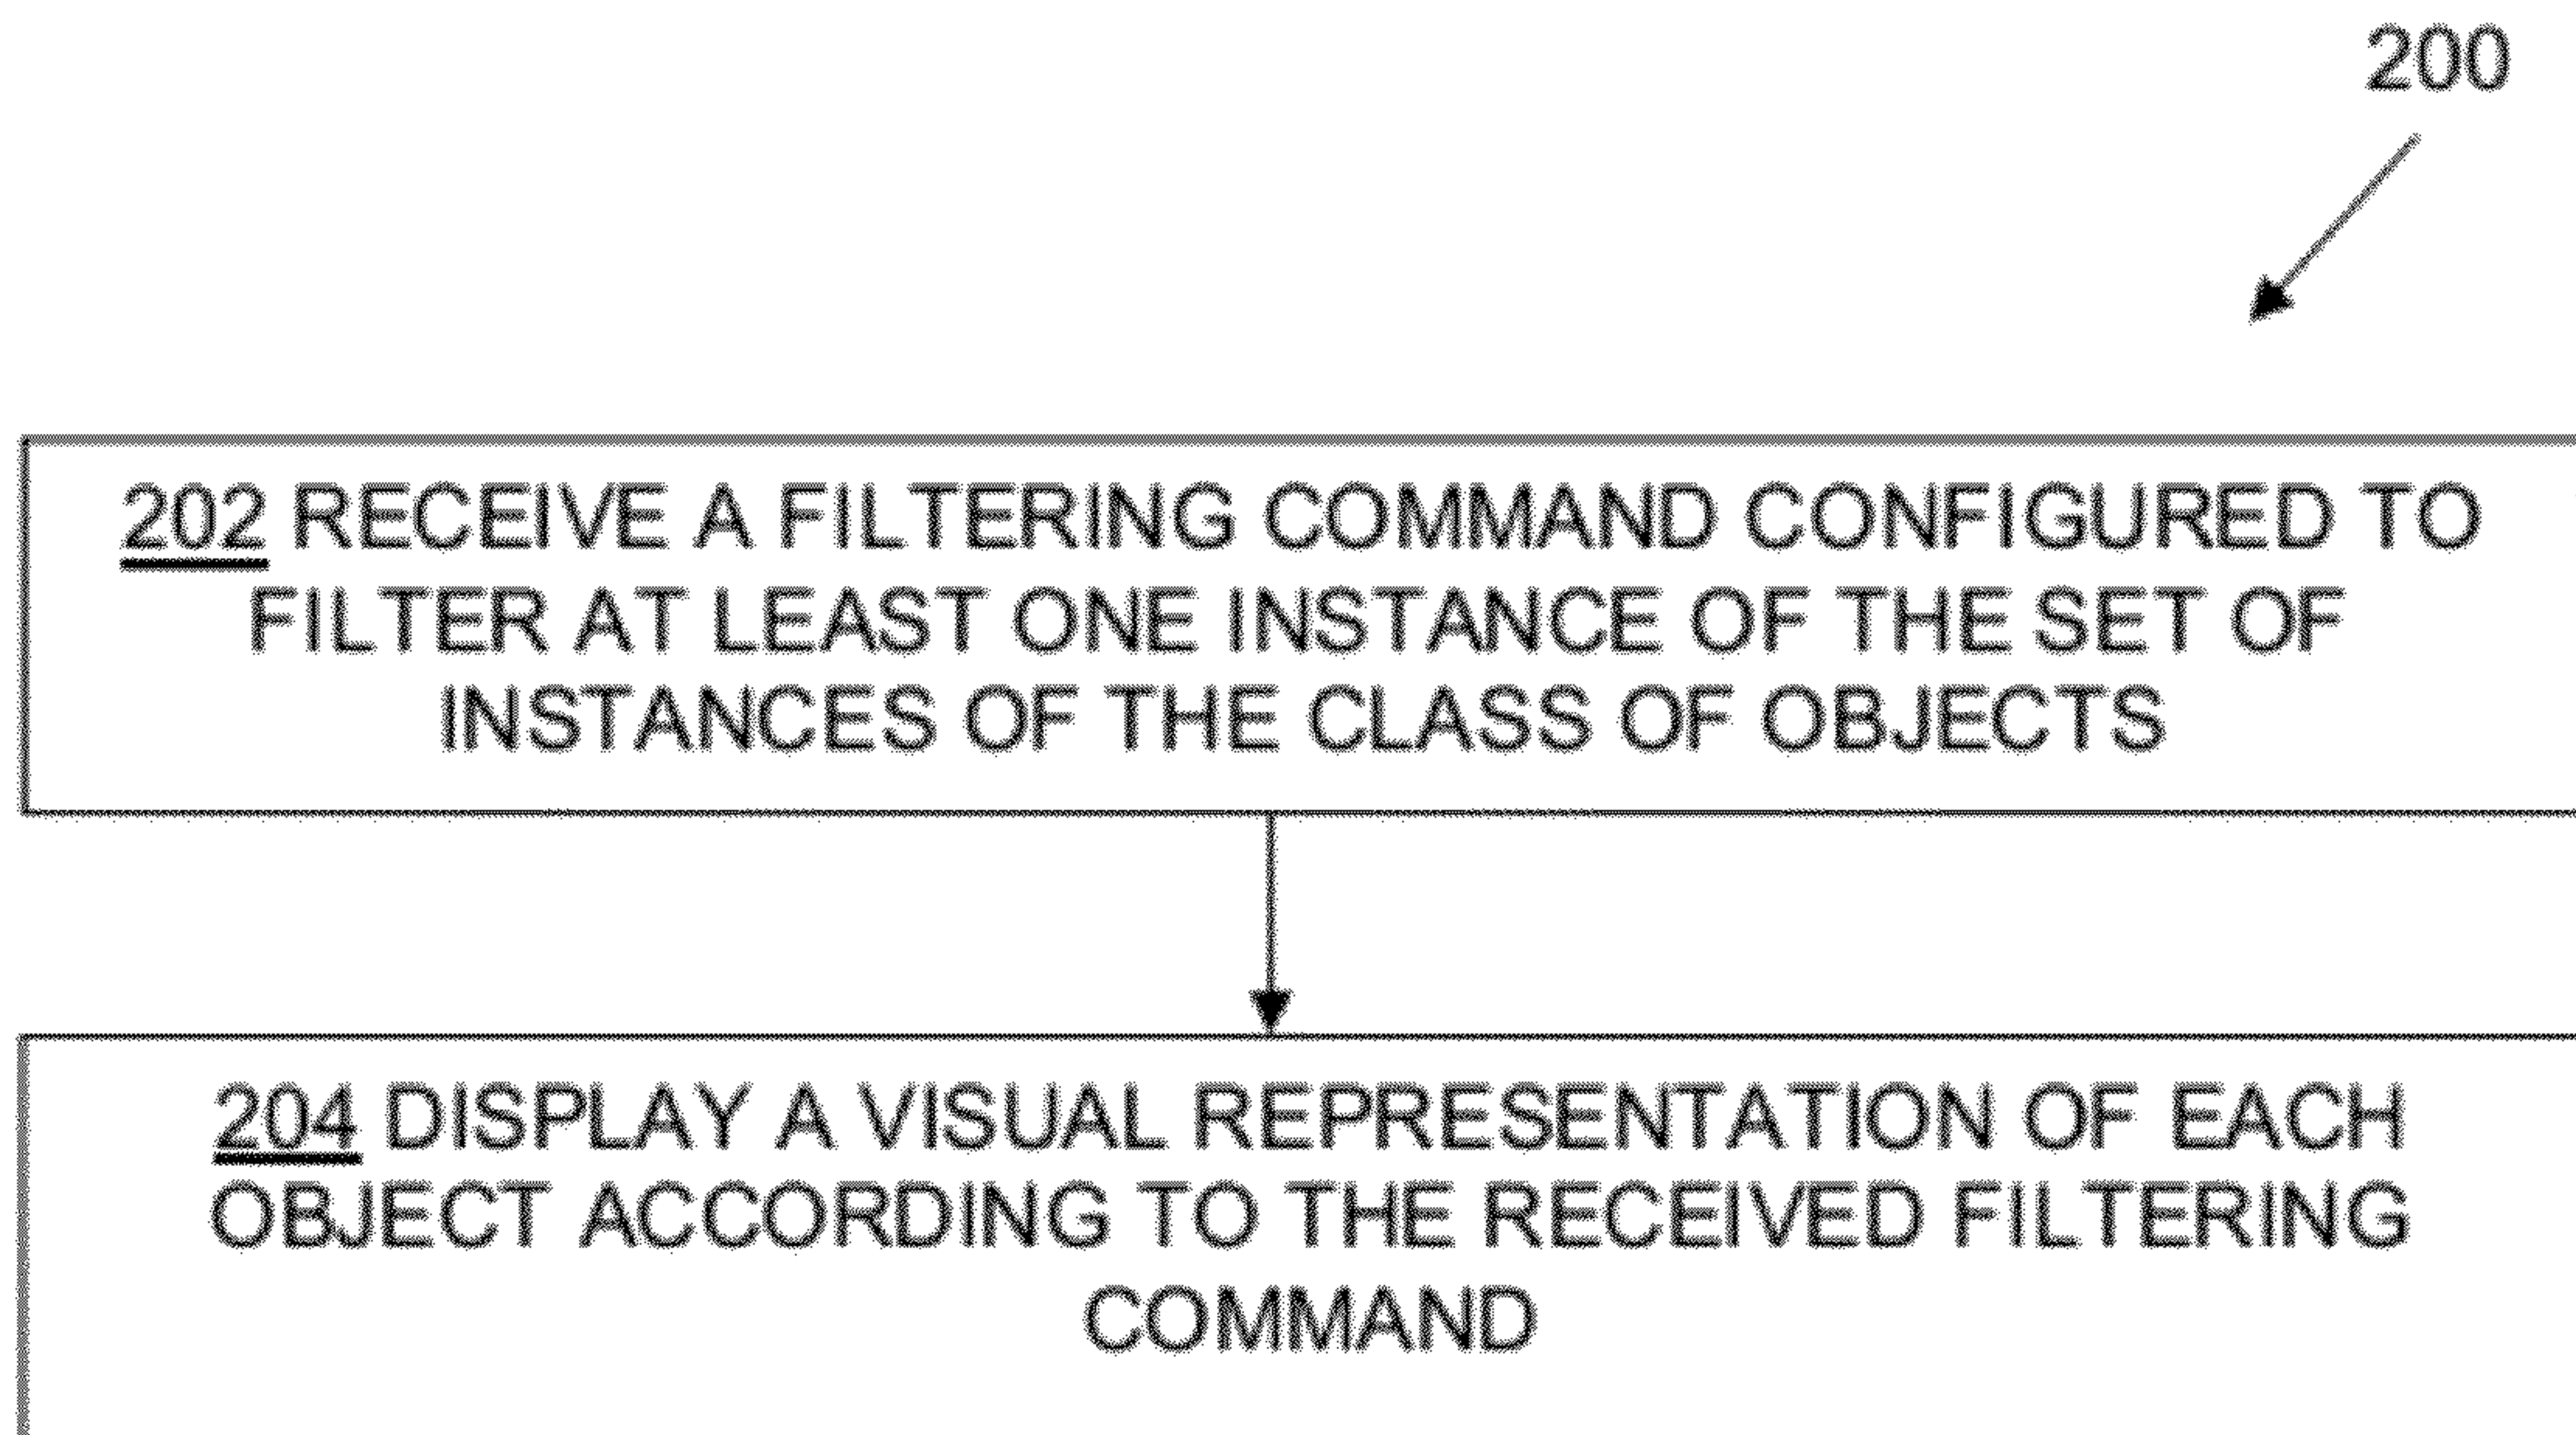 200
202 RECEIVE A FILTERING COMMAND CONFIGURED TO
FILTER AT LEAST ONE INSTANCE OF THE SET OF
INSTANCES OF THE CLASS OF OBJECTS
204 DISPLAY A VISUAL REPRESENTATION OF EACH
OBJECT ACCORDING TO THE RECEIVED FILTERING
COMMAND